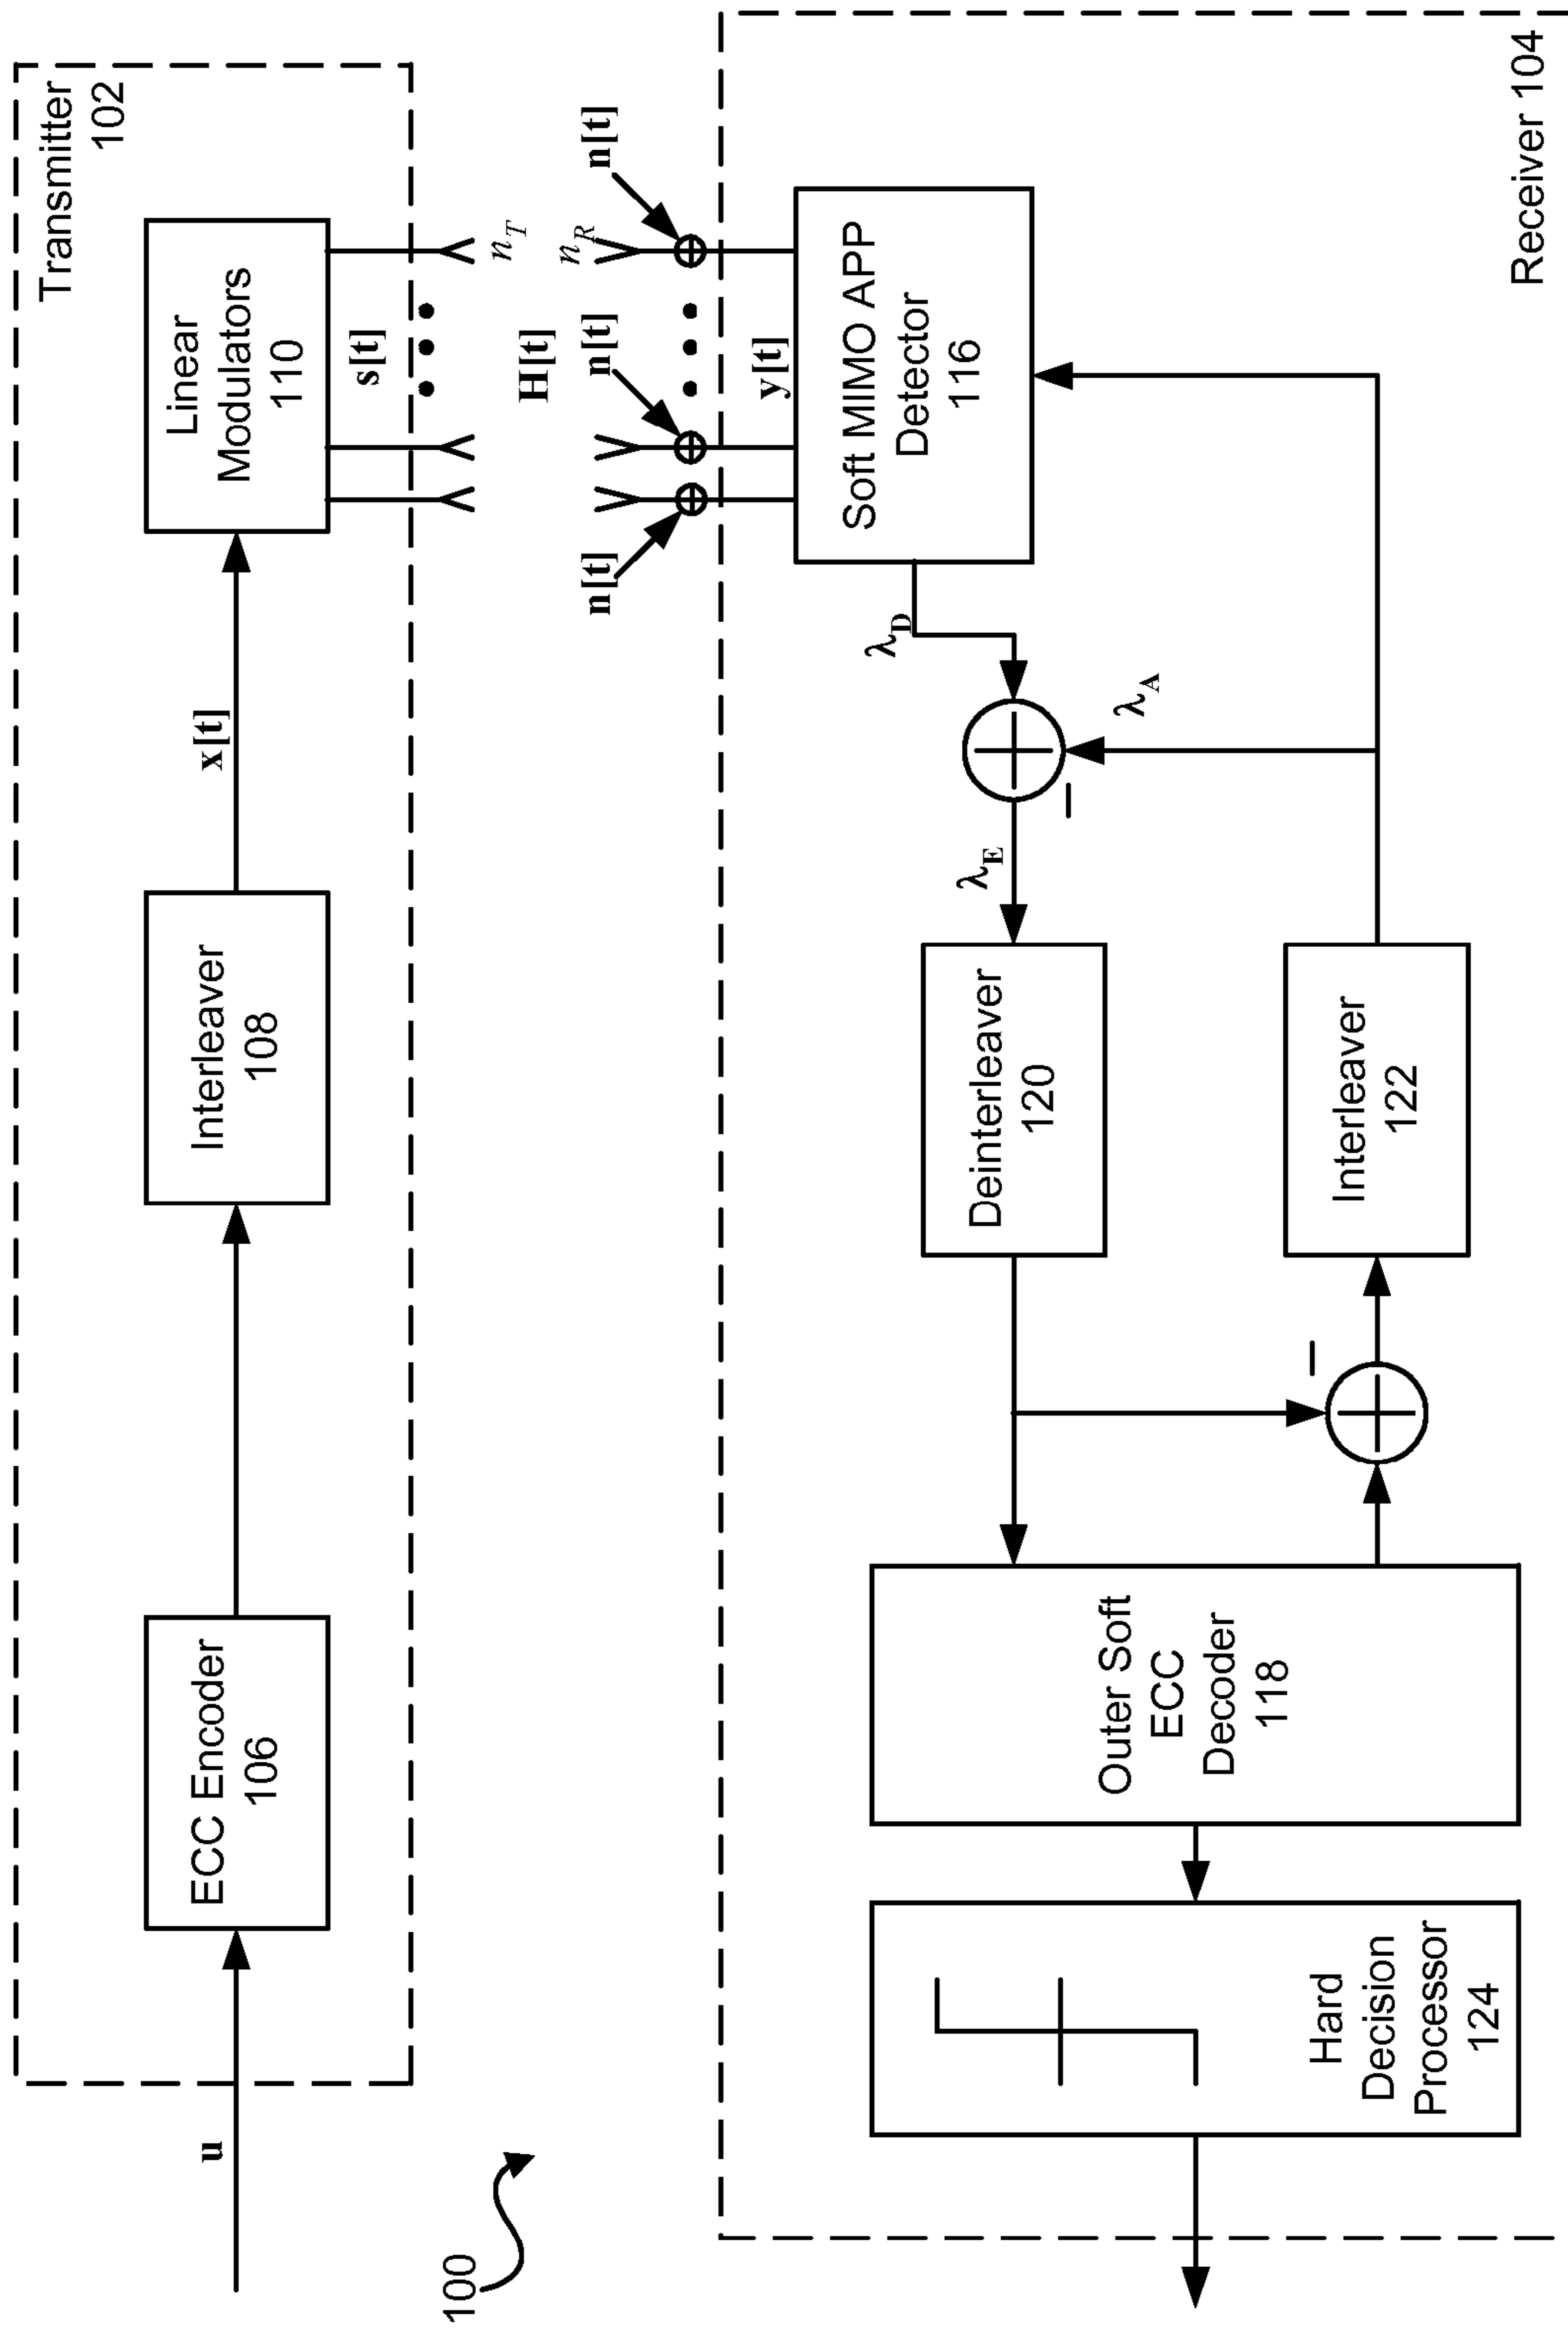 Transmitter
102
u
ECC Encoder
106
Interleaver
108
x[t]
Linear
Modulators
110
s[t]
n_T
H[t]
n_R
n[t]
n[t]
n[t]
y[t]
100
Soft MIMO APP
Detector
116
λ_D
λ_A
−
λ_E
Deinterleaver
120
Interleaver
122
−
Outer Soft
ECC
Decoder
118
Hard
Decision
Processor
124
Receiver 104